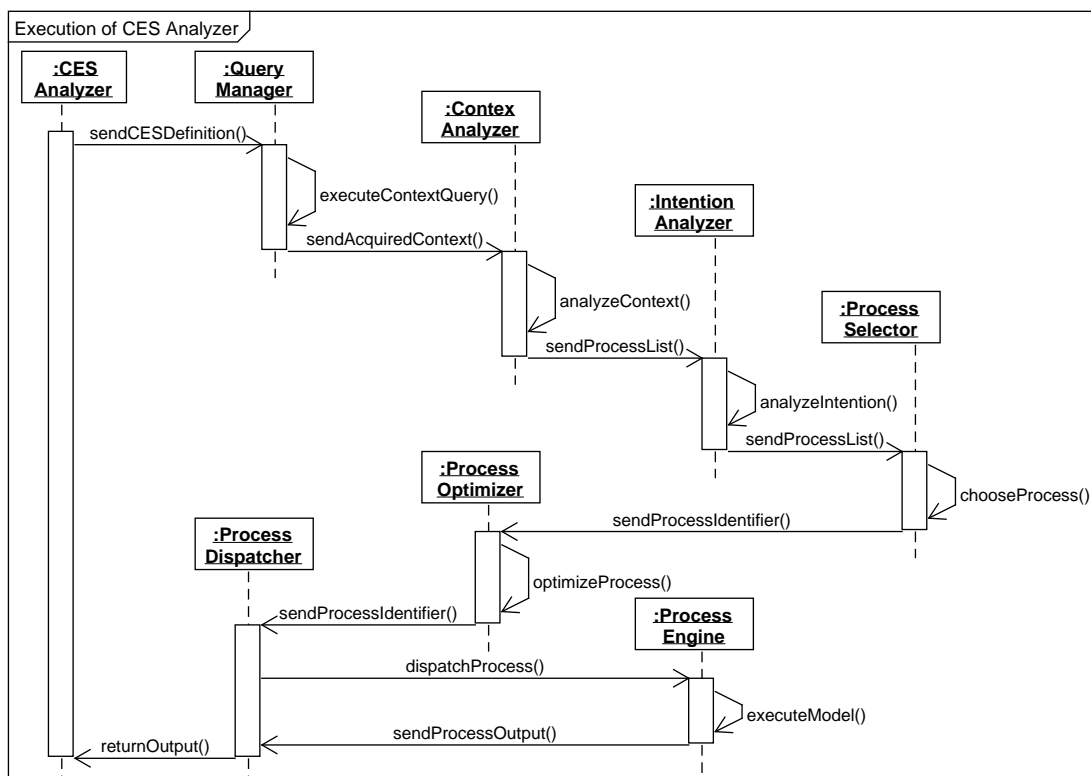 Execution of CES Analyzer
:CES
Analyzer
:Query
Manager
:Contex
Analyzer
sendCESDefinition()
executeContextQuery()
:Intention
Analyzer
sendAcquiredContext()
analyzeContext()
:Process
Selector
sendProcessList()
analyzeIntention()
sendProcessList()
:Process
Optimizer
chooseProcess()
sendProcessIdentifier()
:Process
Dispatcher
optimizeProcess()
sendProcessIdentifier()
:Process
Engine
dispatchProcess()
executeModel()
sendProcessOutput()
returnOutput()